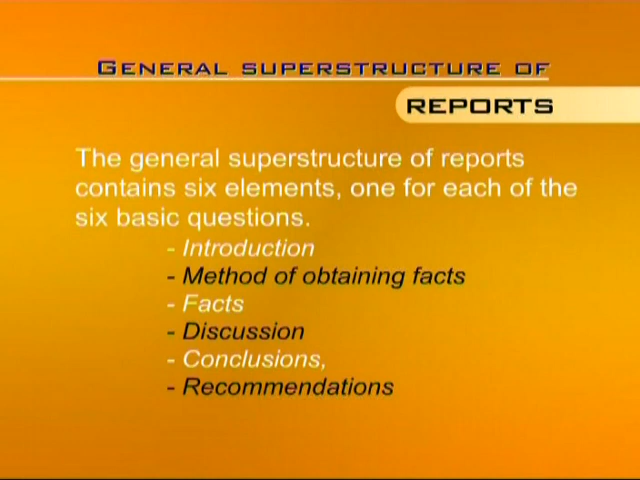 GENERAL SUPERSTRUCTURE OF
REPORTS
The general superstructure of reports
contains six elements, one for each of the
six basic questions.
- Introduction
- Method of obtaining facts
- Facts
- Discussion
- Conclusions,
- Recommendations